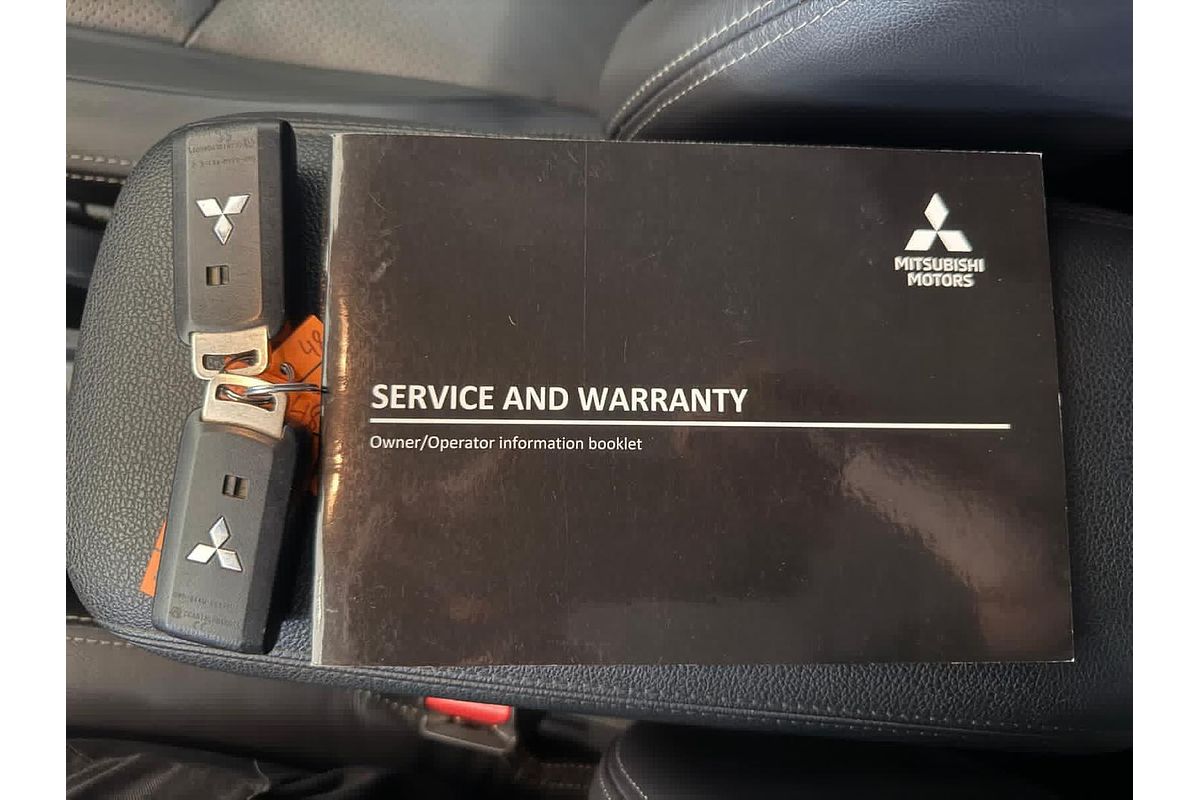 MITSUBISHI
MOTORS
SERVICE AND WARRANTY
Owner/Operator information booklet